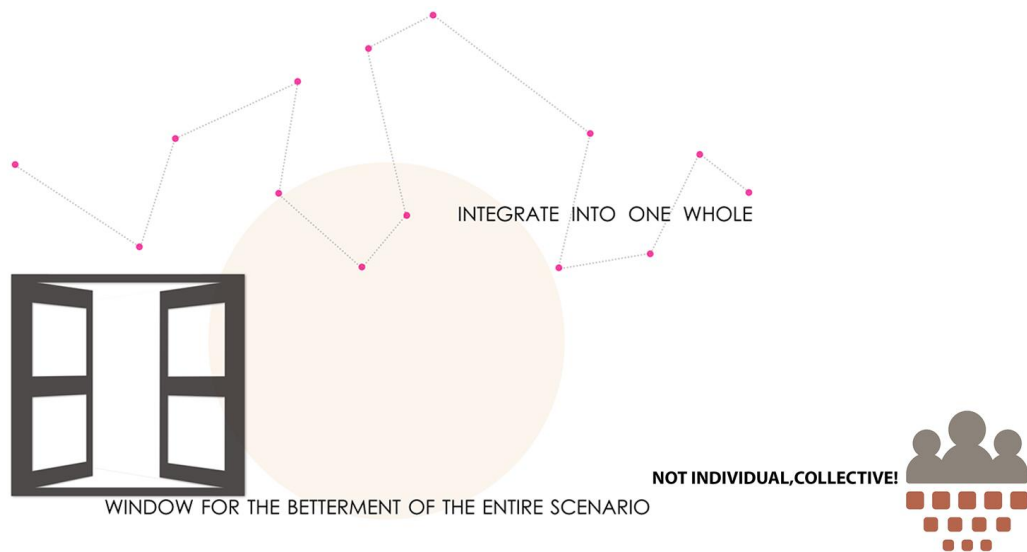 INTEGRATE INTO ONE WHOLE
NOT INDIVIDUAL,COLLECTIVE!
WINDOW FOR THE BETTERMENT OF THE ENTIRE SCENARIO